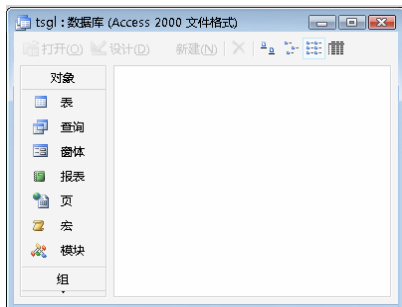 tsgl : 数据库 (Access 2000 文件格式)
打开(O) 设计(D) 新建(N)
对象
表
查询
窗体
报表
页
宏
模块
组